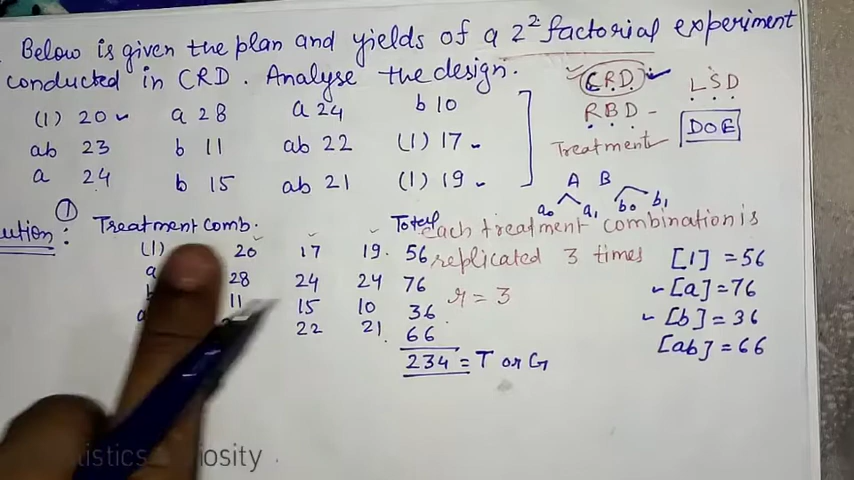 Below is given the plan and yields of a 2² factorial experiment
conducted in CRD. Analyse the design.
(1) 20 a 28 a 24 b 10
ab 23 b 11 ab 22 (1) 17
a 24 b 15 ab 21 (1) 19
CRD LSD
RBD DOE
Treatment
A B
a₀ a₁ b₀ b₁
① Treatment Comb. Total
(1) 20 17 19 56
a 28 24 24 76
11 15 10 36
22 21 66
234 = T or G
each treatment combination is
replicated 3 times
r = 3
[1] = 56
[a] = 76
[b] = 36
[ab] = 66